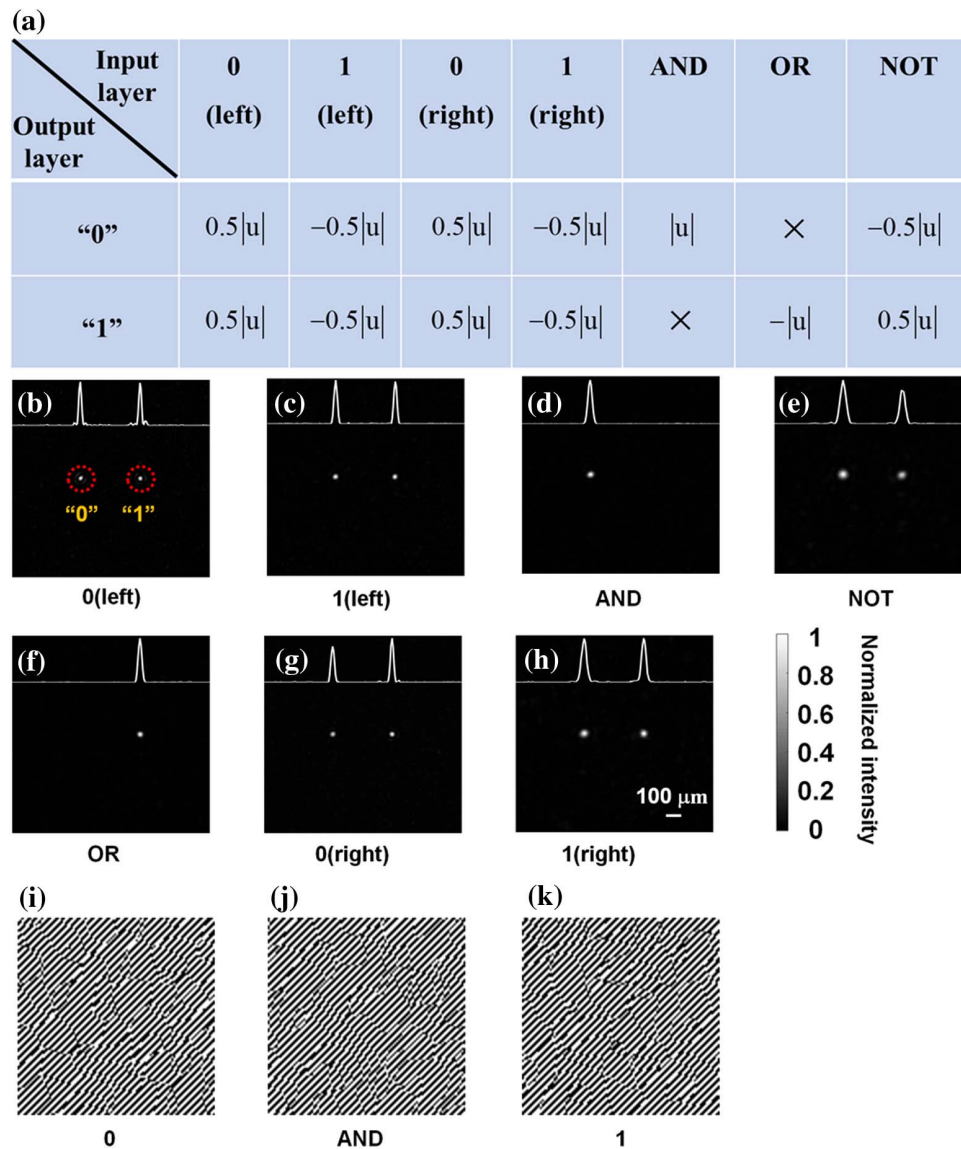 (a)
Input layer
Output layer
0 (left)
1 (left)
0 (right)
1 (right)
AND
OR
NOT
“0”
0.5|u|
−0.5|u|
0.5|u|
−0.5|u|
|u|
×
−0.5|u|
“1”
0.5|u|
−0.5|u|
0.5|u|
−0.5|u|
×
−|u|
0.5|u|
(b)
“0” “1”
0(left)
(c)
1(left)
(d)
AND
(e)
NOT
(f)
OR
(g)
0(right)
(h)
100 μm
1(right)
1
0.8
0.6
0.4
0.2
0
Normalized intensity
(i)
0
(j)
AND
(k)
1